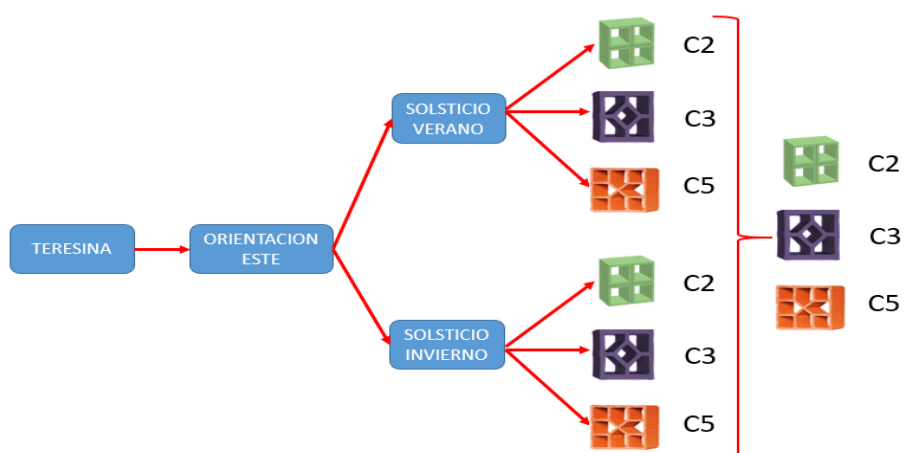 TERESINA
ORIENTACION
ESTE
SOLSTICIO
VERANO
C2
C3
C5
SOLSTICIO
INVIERNO
C2
C3
C5
C2
C3
C5